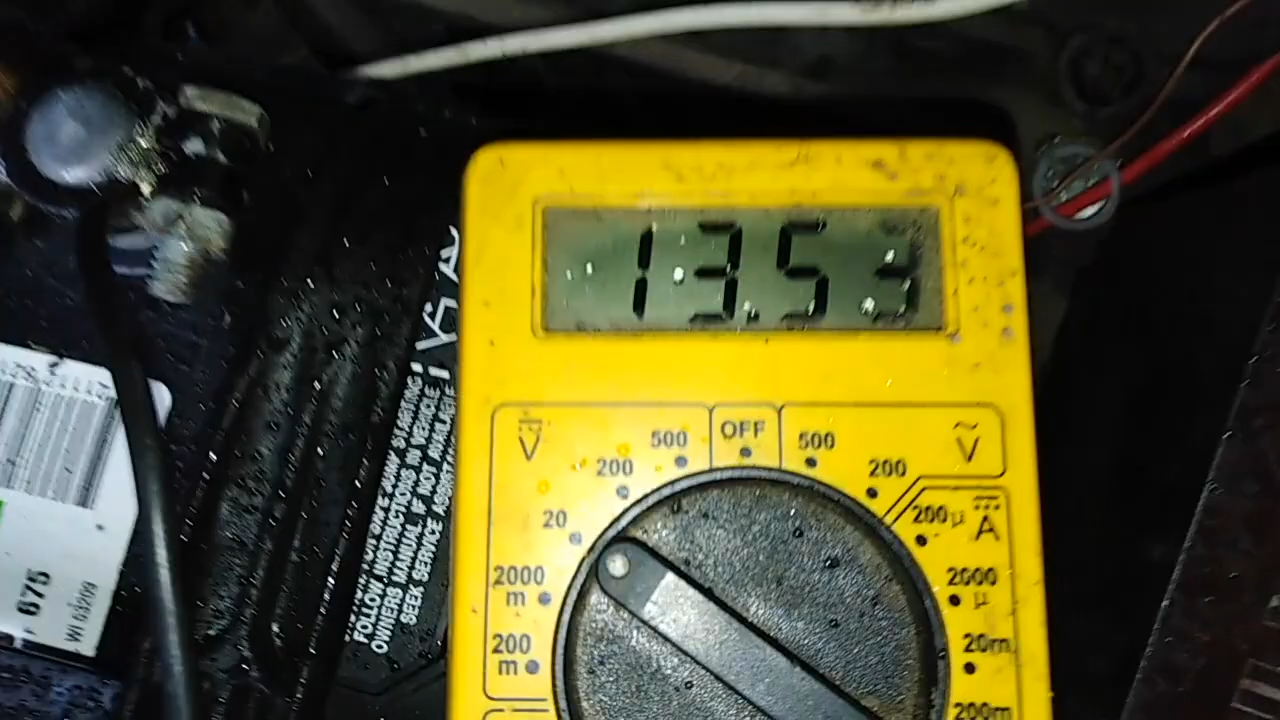 13.53
V
500
OFF
500
V
200
200
20
200µ
A
2000
m
2000
µ
200
m
20m
200m
STARTING
FOLLOW INSTRUCTIONS IN VEHICLE
OWNERS MANUAL. IF NOT AVAILABLE
SEEK SERVICE
675